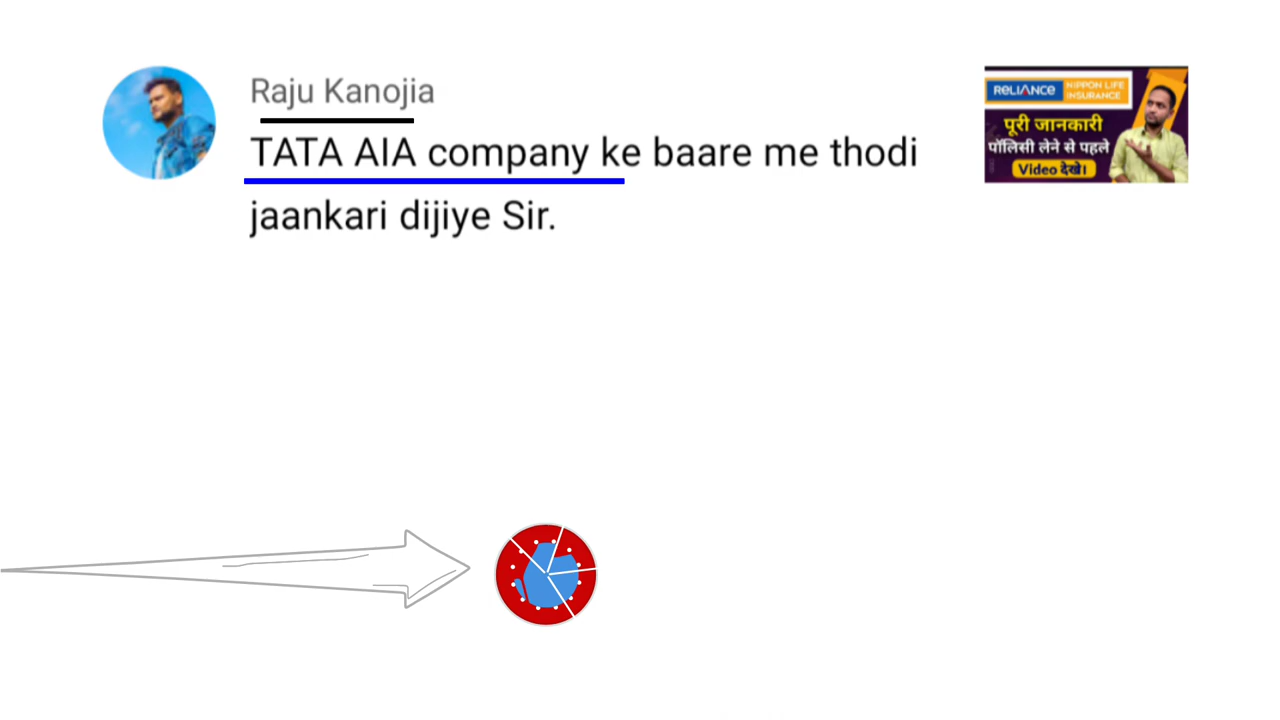 Raju Kanojia
TATA AIA company ke baare me thodi
jaankari dijiye Sir.
RELIANCE NIPPON LIFE
INSURANCE
पूरी जानकारी
पॉलिसी लेने से पहले
Video देखे।